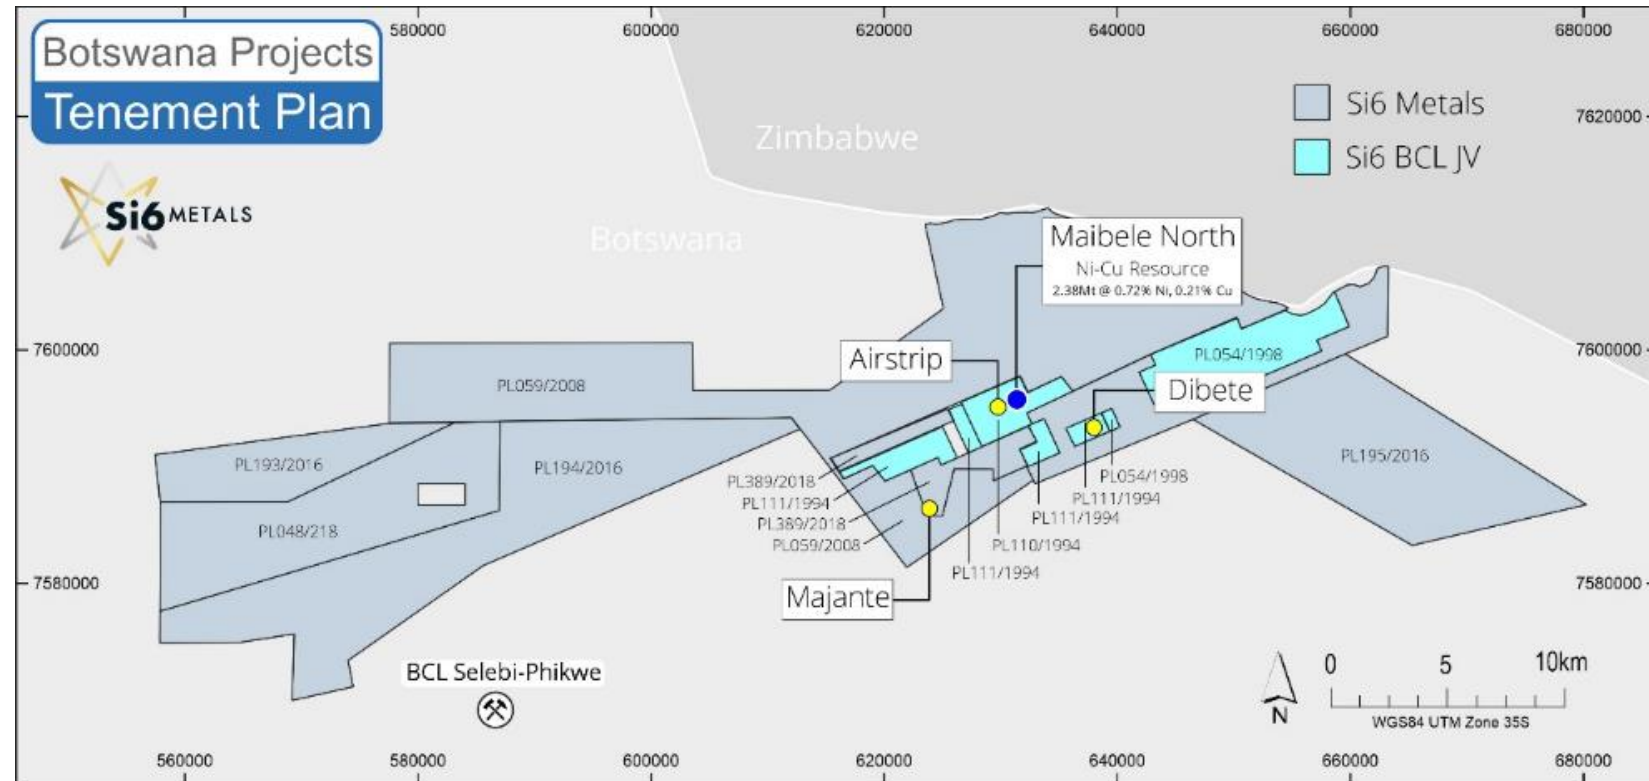 580000 600000 620000 640000 660000 680000
Botswana Projects
Tenement Plan
Si6 METALS
Zimbabwe
Botswana
Si6 Metals
Si6 BCL JV
7620000
Maibele North
Ni-Cu Resource
2.38Mt @ 0.72% Ni, 0.21% Cu
7600000
7600000
Airstrip
PL054/1998
Dibete
PL059/2008
PL193/2016
PL194/2016
PL048/218
PL195/2016
PL389/2018
PL111/1994
PL389/2018
PL059/2008
PL054/1998
PL111/1994
PL111/1994
PL110/1994
PL111/1994
7580000
7580000
Majante
BCL Selebi-Phikwe
N
0 5 10km
WGS84 UTM Zone 35S
560000 580000 600000 620000 640000 660000 680000